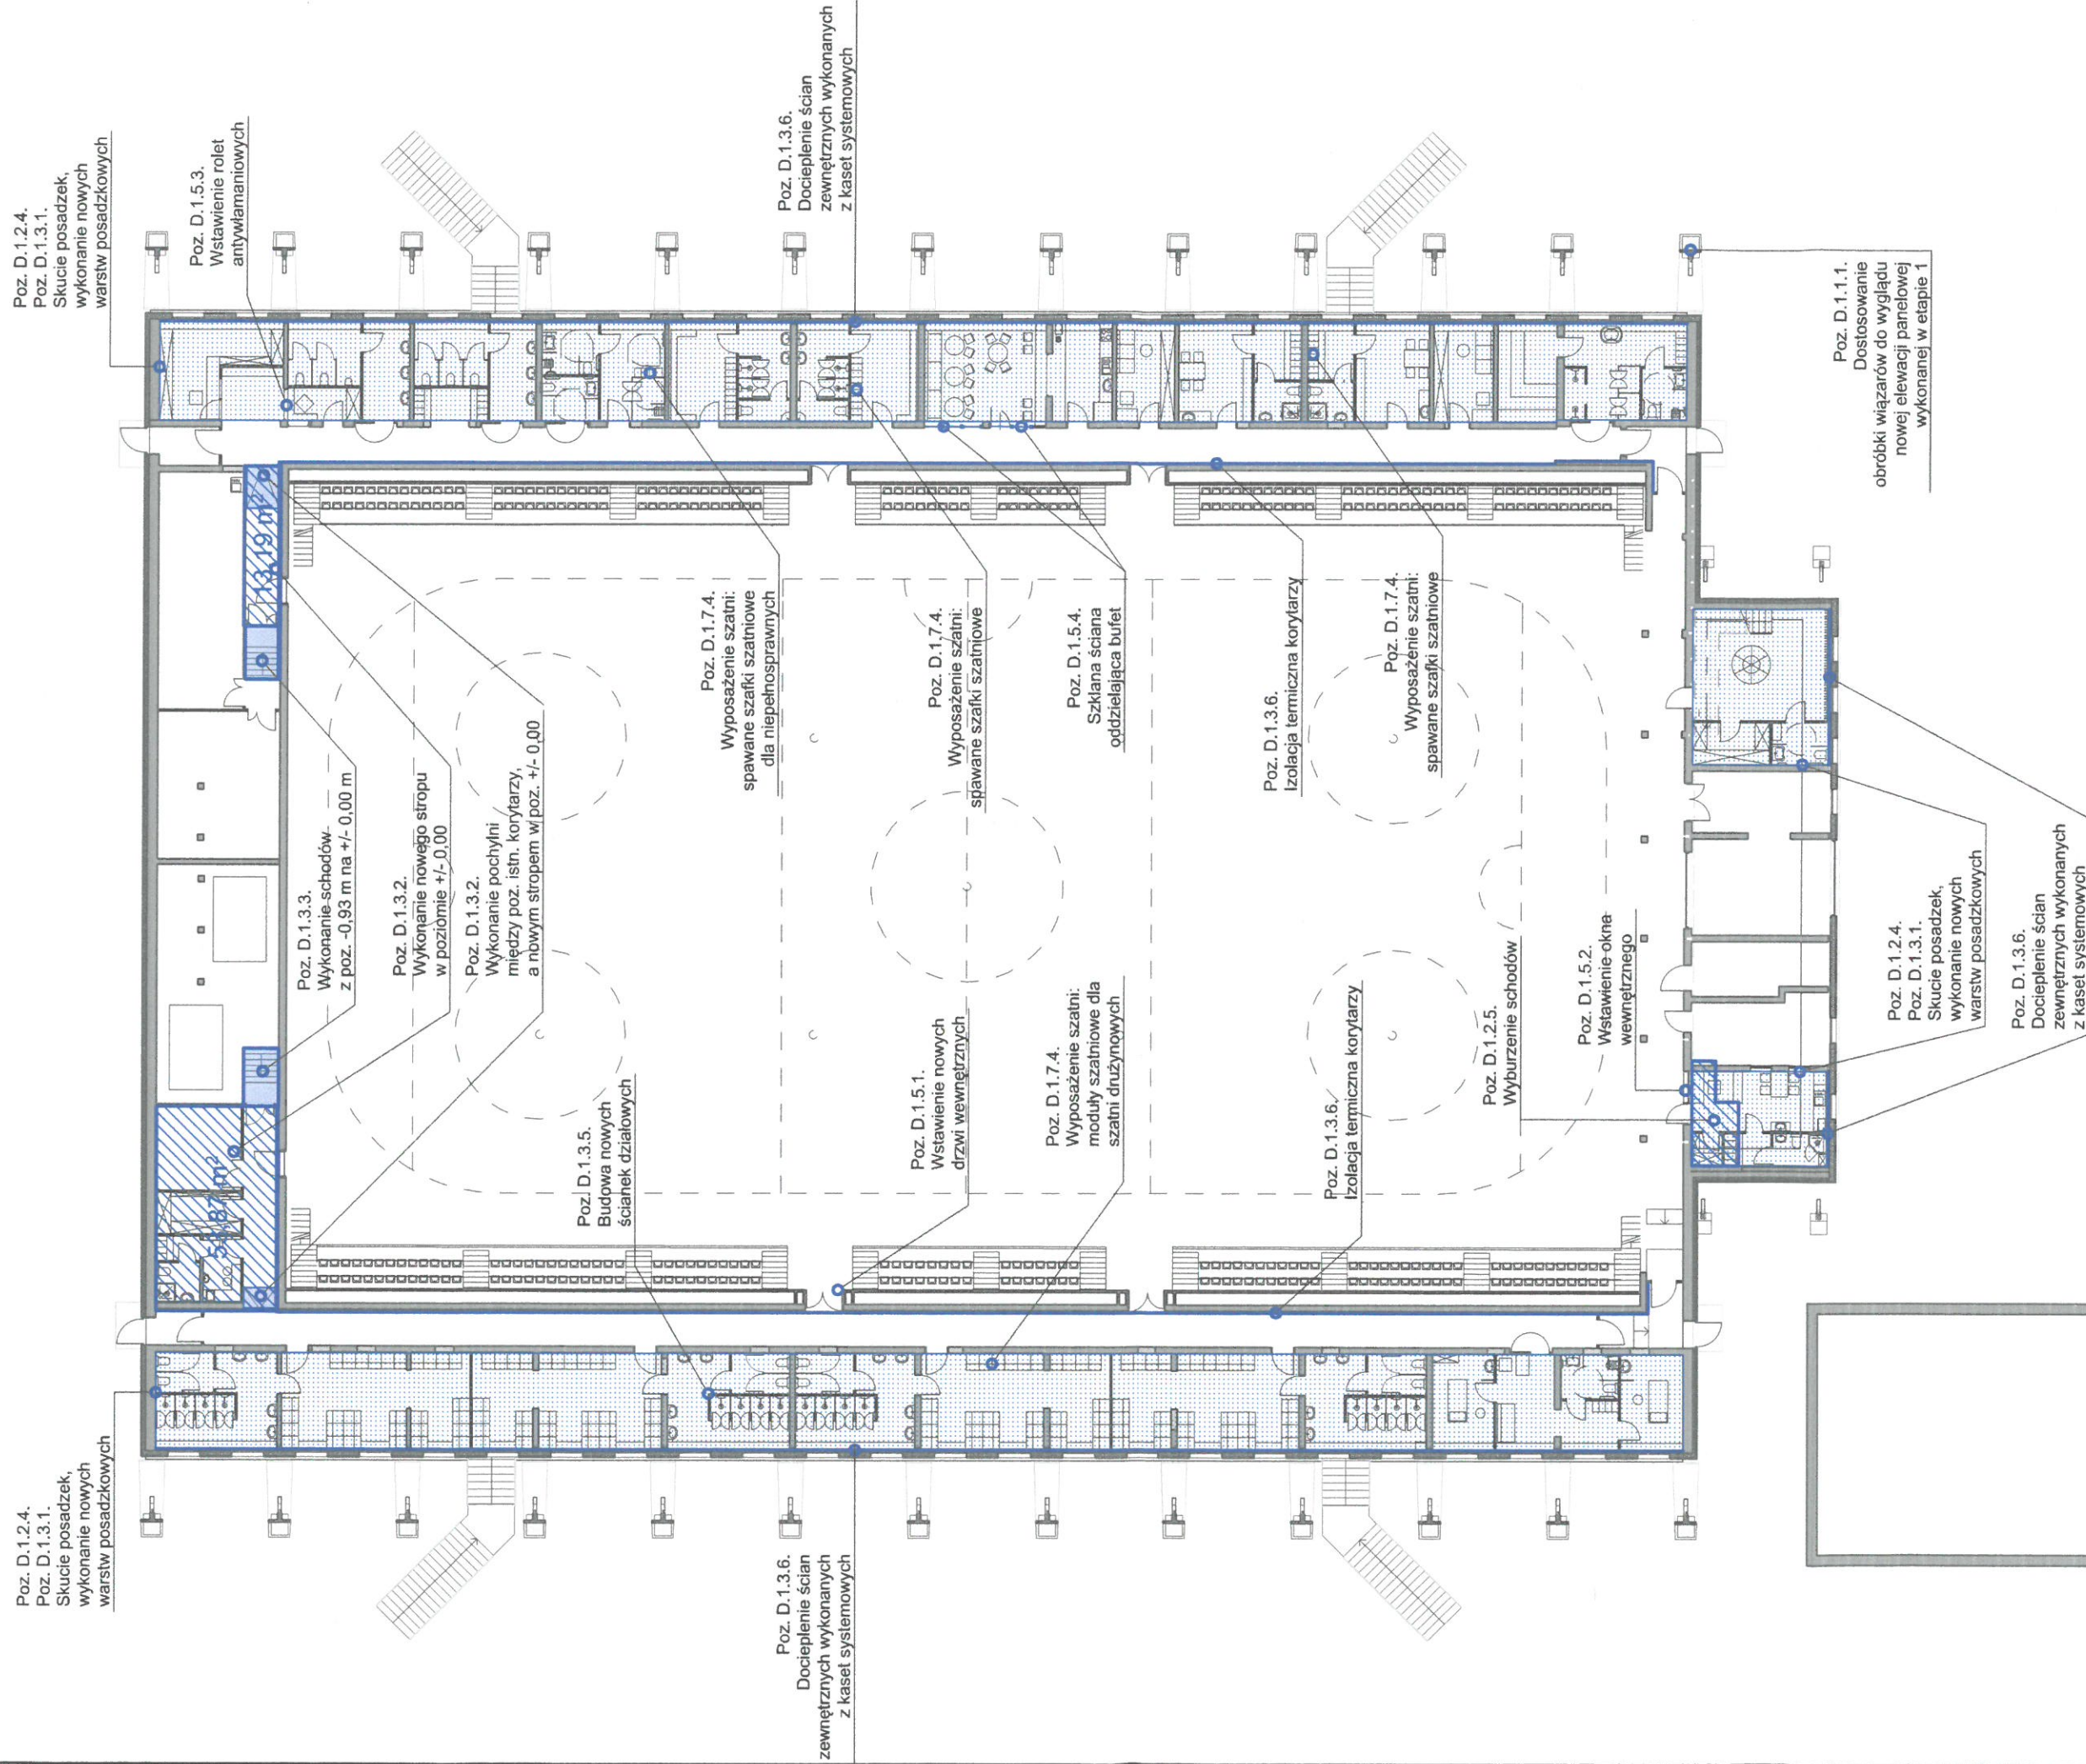 Poz. D.1.2.4.
Poz. D.1.3.1.
Skucie posadzek,
wykonanie nowych
warstw posadzkowych
Poz. D.1.2.4.
Poz. D.1.3.1.
Skucie posadzek,
wykonanie nowych
warstw posadzkowych
Poz. D.1.5.3.
Wstawienie rolet
antywłamaniowych
53,87 m²
13,19 m²
Poz. D.1.3.3.
Wykonanie schodów
z poz. -0,93 m na +/- 0,00 m
Poz. D.1.3.2.
Wykonanie nowego stropu
w poziomie +/- 0,00
Poz. D.1.3.2.
Wykonanie pochylni
między poz. istn. korytarzy,
a nowym stropem w poz. +/- 0,00
Poz. D.1.3.5.
Budowa nowych
ścianek działowych
Poz. D.1.7.4.
Wyposażenie szatni:
spawane szafki szatniowe
dla niepełnosprawnych
Poz. D.1.3.6.
Docieplenie ścian
zewnętrznych wykonanych
z kaset systemowych
Poz. D.1.3.6.
Docieplenie ścian
zewnętrznych wykonanych
z kaset systemowych
Poz. D.1.5.1.
Wstawienie nowych
drzwi wewnętrznych
Poz. D.1.7.4.
Wyposażenie szatni:
spawane szafki szatniowe
Poz. D.1.7.4.
Wyposażenie szatni:
moduły szatniowe dla
szatni drużynowych
Poz. D.1.5.4.
Szklana ściana
oddzielająca bufet
Poz. D.1.3.6.
Izolacja termiczna korytarzy
Poz. D.1.3.6.
Izolacja termiczna korytarzy
Poz. D.1.7.4.
Wyposażenie szatni:
spawane szafki szatniowe
Poz. D.1.2.5.
Wyburzenie schodów
Poz. D.1.5.2.
Wstawienie okna
wewnętrznego
Poz. D.1.1.1.
Dostosowanie
obróbki wiązarów do wyglądu
nowej elewacji panelowej
wykonanej w etapie 1
Poz. D.1.2.4.
Poz. D.1.3.1.
Skucie posadzek,
wykonanie nowych
warstw posadzkowych
Poz. D.1.3.6.
Docieplenie ścian
zewnętrznych wykonanych
z kaset systemowych